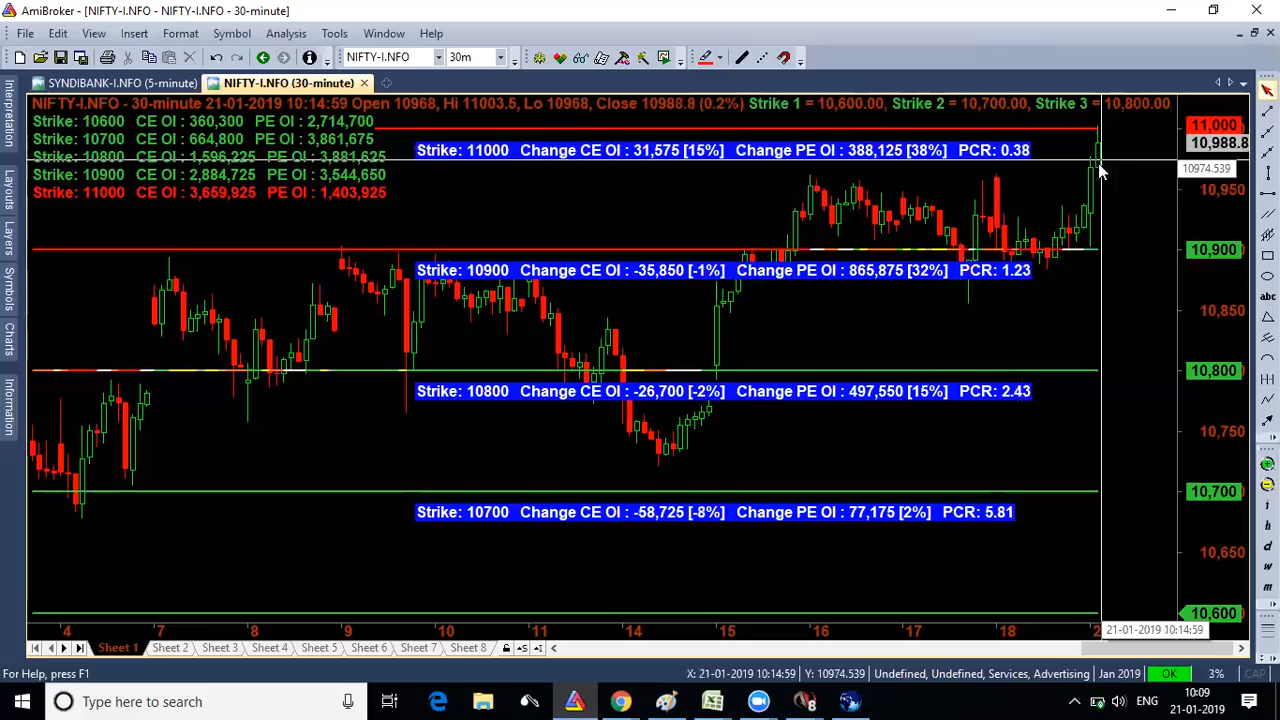 AmiBroker - [NIFTY-I.NFO - NIFTY-I.NFO - 30-minute]
File Edit View Insert Format Symbol Analysis Tools Window Help
NIFTY-I.NFO 30m
SYNDIBANK-I.NFO (5-minute) NIFTY-I.NFO (30-minute)
NIFTY-I.NFO - 30-minute 21-01-2019 10:14:59 Open 10968, Hi 11003.5, Lo 10968, Close 10988.8 (0.2%) Strike 1 = 10,600.00, Strike 2 = 10,700.00, Strike 3 = 10,800.00,
Strike: 10600 CE OI : 360,300 PE OI : 2,714,700
Strike: 10700 CE OI : 664,800 PE OI : 3,861,675
Strike: 10800 CE OI : 1,596,225 PE OI : 3,881,625
Strike: 10900 CE OI : 2,884,725 PE OI : 3,544,650
Strike: 11000 CE OI : 3,659,925 PE OI : 1,403,925
Strike: 11000 Change CE OI : 31,575 [15%] Change PE OI : 388,125 [38%] PCR: 0.38
Strike: 10900 Change CE OI : -35,850 [-1%] Change PE OI : 865,875 [32%] PCR: 1.23
Strike: 10800 Change CE OI : -26,700 [-2%] Change PE OI : 497,550 [15%] PCR: 2.43
Strike: 10700 Change CE OI : -58,725 [-8%] Change PE OI : 77,175 [2%] PCR: 5.81
11,000
10,988.8
10974.539
10,950
10,900
10,850
10,800
10,750
10,700
10,650
10,600
Interpretation
Layouts
Layers
Symbols
Charts
Information
abc
h
d
w
m
4 7 8 9 10 11 14 15 16 17 18 2
21-01-2019 10:14:59
Sheet 1 Sheet 2 Sheet 3 Sheet 4 Sheet 5 Sheet 6 Sheet 7 Sheet 8
For Help, press F1 X: 21-01-2019 10:14:59 Y: 10974.539 Undefined, Undefined, Services, Advertising Jan 2019 OK 3% CAP
Type here to search
ENG
10:09
21-01-2019